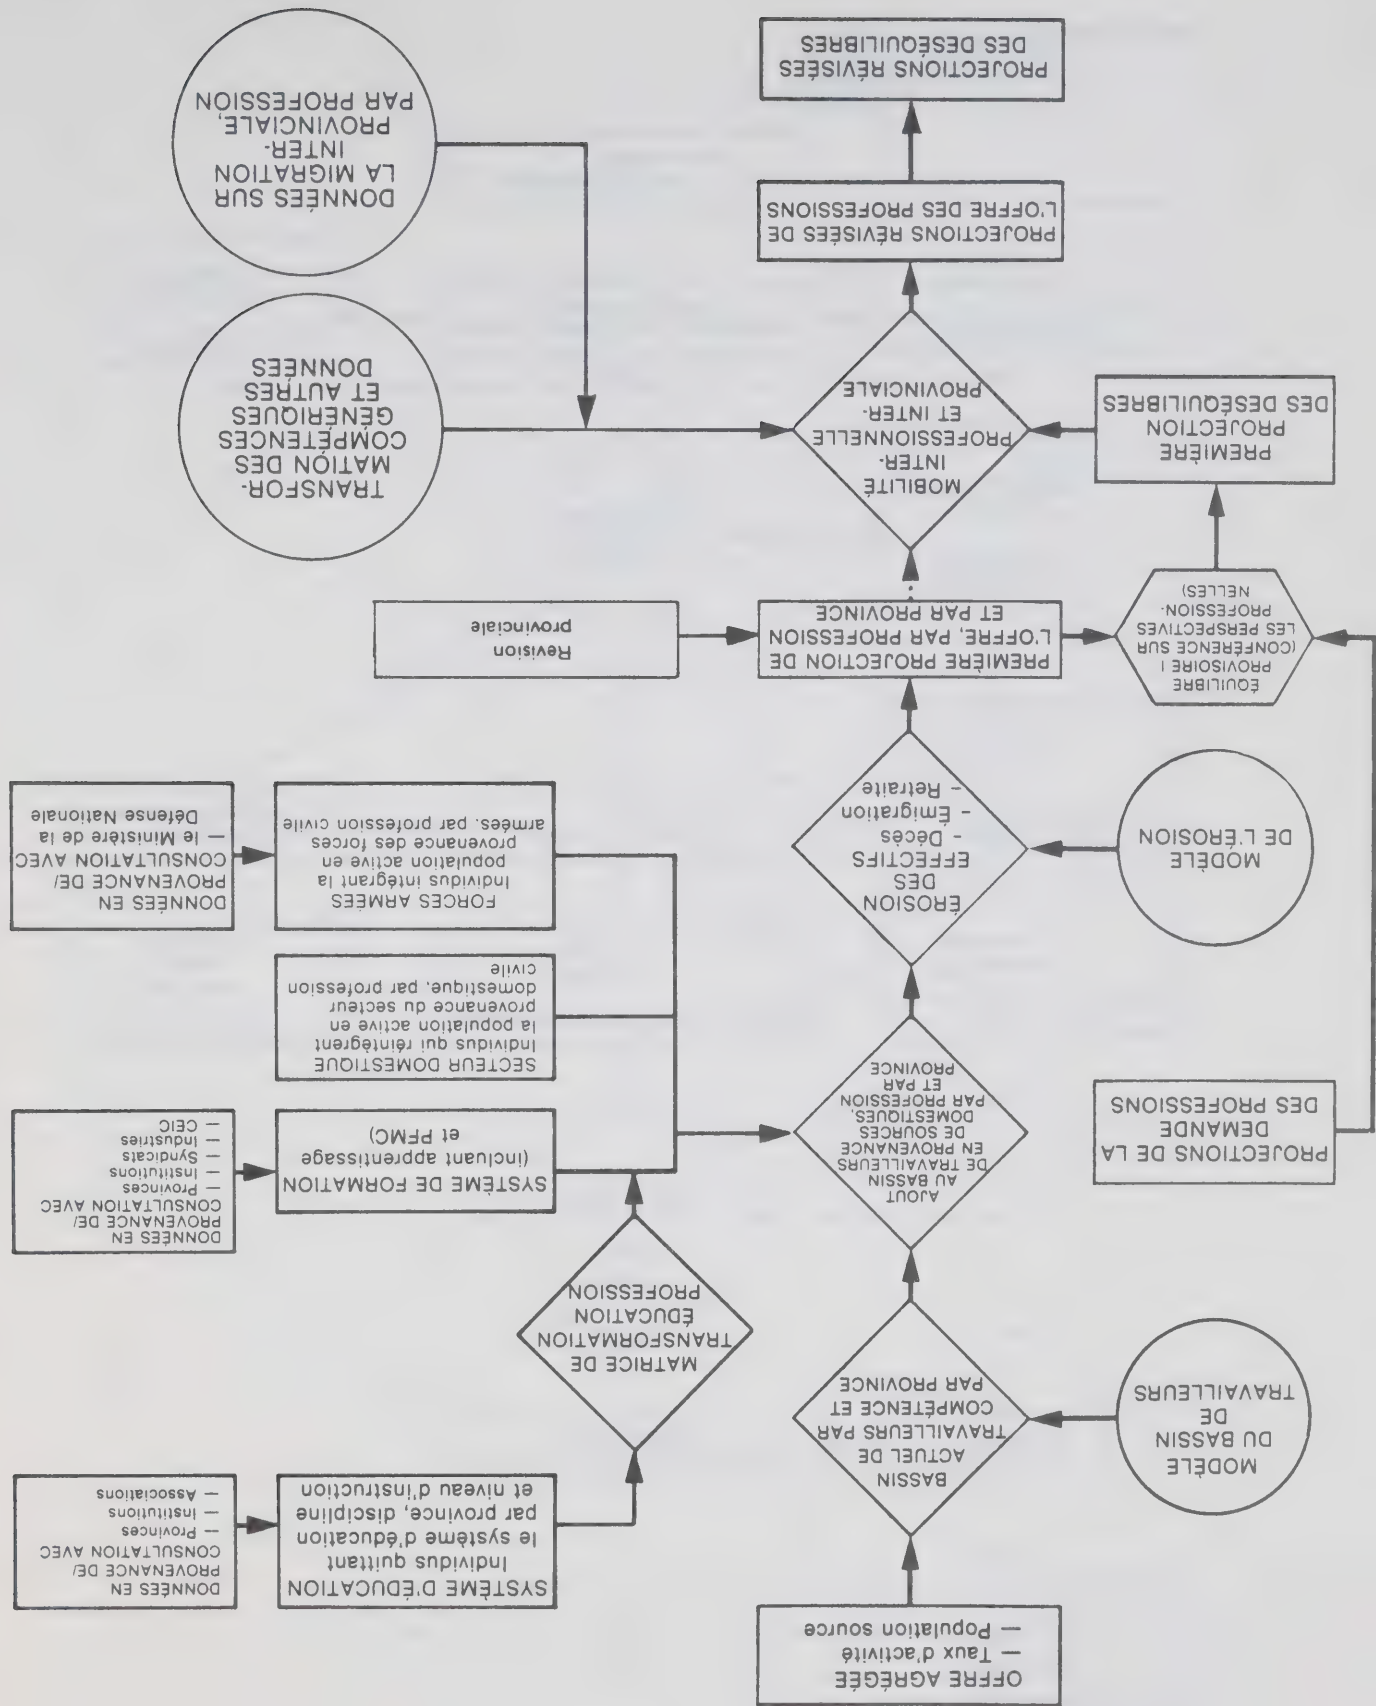 OFFRE AGRÉGÉE
— Taux d'activité
— Population source
MODÈLE
DU BASSIN
DE
TRAVAILLEURS
BASSIN
ACTUEL DE
TRAVAILLEURS PAR
COMPÉTENCE ET
PAR PROVINCE
SYSTÈME D'ÉDUCATION
Individus quittant
le système d'éducation
par province, discipline
et niveau d'instruction
DONNÉES EN
PROVENANCE DE/
CONSULTATION AVEC
— Provinces
— Institutions
— Associations
MATRICE DE
TRANSFORMATION
ÉDUCATION
PROFESSION
PROJECTIONS DE LA
DEMANDE
DES PROFESSIONS
AJOUT
AU BASSIN
DE TRAVAILLEURS
EN PROVENANCE
DE SOURCES
DOMESTIQUES,
PAR PROFESSION
ET PAR
PROVINCE
SYSTÈME DE FORMATION
(incluant apprentissage
et PFMC)
DONNÉES EN
PROVENANCE DE/
CONSULTATION AVEC
— Provinces
— Institutions
— Syndicats
— Industries
— CEIC
SECTEUR DOMESTIQUE
Individus qui réintègrent
la population active en
provenance du secteur
domestique, par profession
civile
MODÈLE
DE L'ÉROSION
ÉROSION
DES
EFFECTIFS
- Décès
- Émigration
- Retraite
FORCES ARMÉES
Individus intégrant la
population active en
provenance des forces
armées, par profession civile
DONNÉES EN
PROVENANCE DE/
CONSULTATION AVEC
— le Ministère de la
Défense Nationale
ÉQUILIBRE
PROVISOIRE I
(CONFÉRENCE SUR
LES PERSPECTIVES
PROFESSION-
NELLES)
PREMIÈRE PROJECTION DE
L'OFFRE, PAR PROFESSION
ET PAR PROVINCE
Revision
provinciale
PREMIÈRE
PROJECTION
DES DESÉQUILIBRES
MOBILITÉ
INTER-
PROFESSIONNELLE
ET INTER-
PROVINCIALE
TRANSFOR-
MATION DES
COMPÉTENCES
GÉNÉRIQUES
ET AUTRES
DONNÉES
PROJECTIONS RÉVISÉES DE
L'OFFRE DES PROFESSIONS
DONNÉES SUR
LA MIGRATION
INTER-
PROVINCIALE,
PAR PROFESSION
PROJECTIONS RÉVISÉES
DES DESÉQUILIBRES